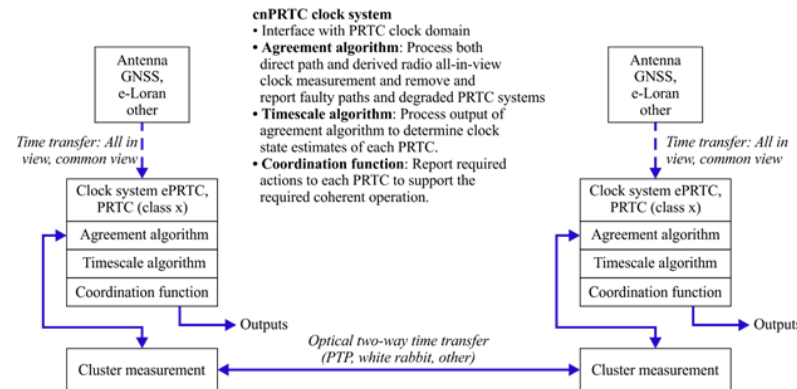 cnPRTC clock system
• Interface with PRTC clock domain
• Agreement algorithm: Process both
direct path and derived radio all-in-view
clock measurement and remove and
report faulty paths and degraded PRTC systems
• Timescale algorithm: Process output of
agreement algorithm to determine clock
state estimates of each PRTC.
• Coordination function: Report required
actions to each PRTC to support the
required coherent operation.
Antenna
GNSS,
e-Loran
other
Time transfer: All in
view, common view
Clock system ePRTC,
PRTC (class x)
Agreement algorithm
Timescale algorithm
Coordination function
Outputs
Cluster measurement
Optical two-way time transfer
(PTP, white rabbit, other)
Antenna
GNSS,
e-Loran
other
Time transfer: All in
view, common view
Clock system ePRTC,
PRTC (class x)
Agreement algorithm
Timescale algorithm
Coordination function
Outputs
Cluster measurement